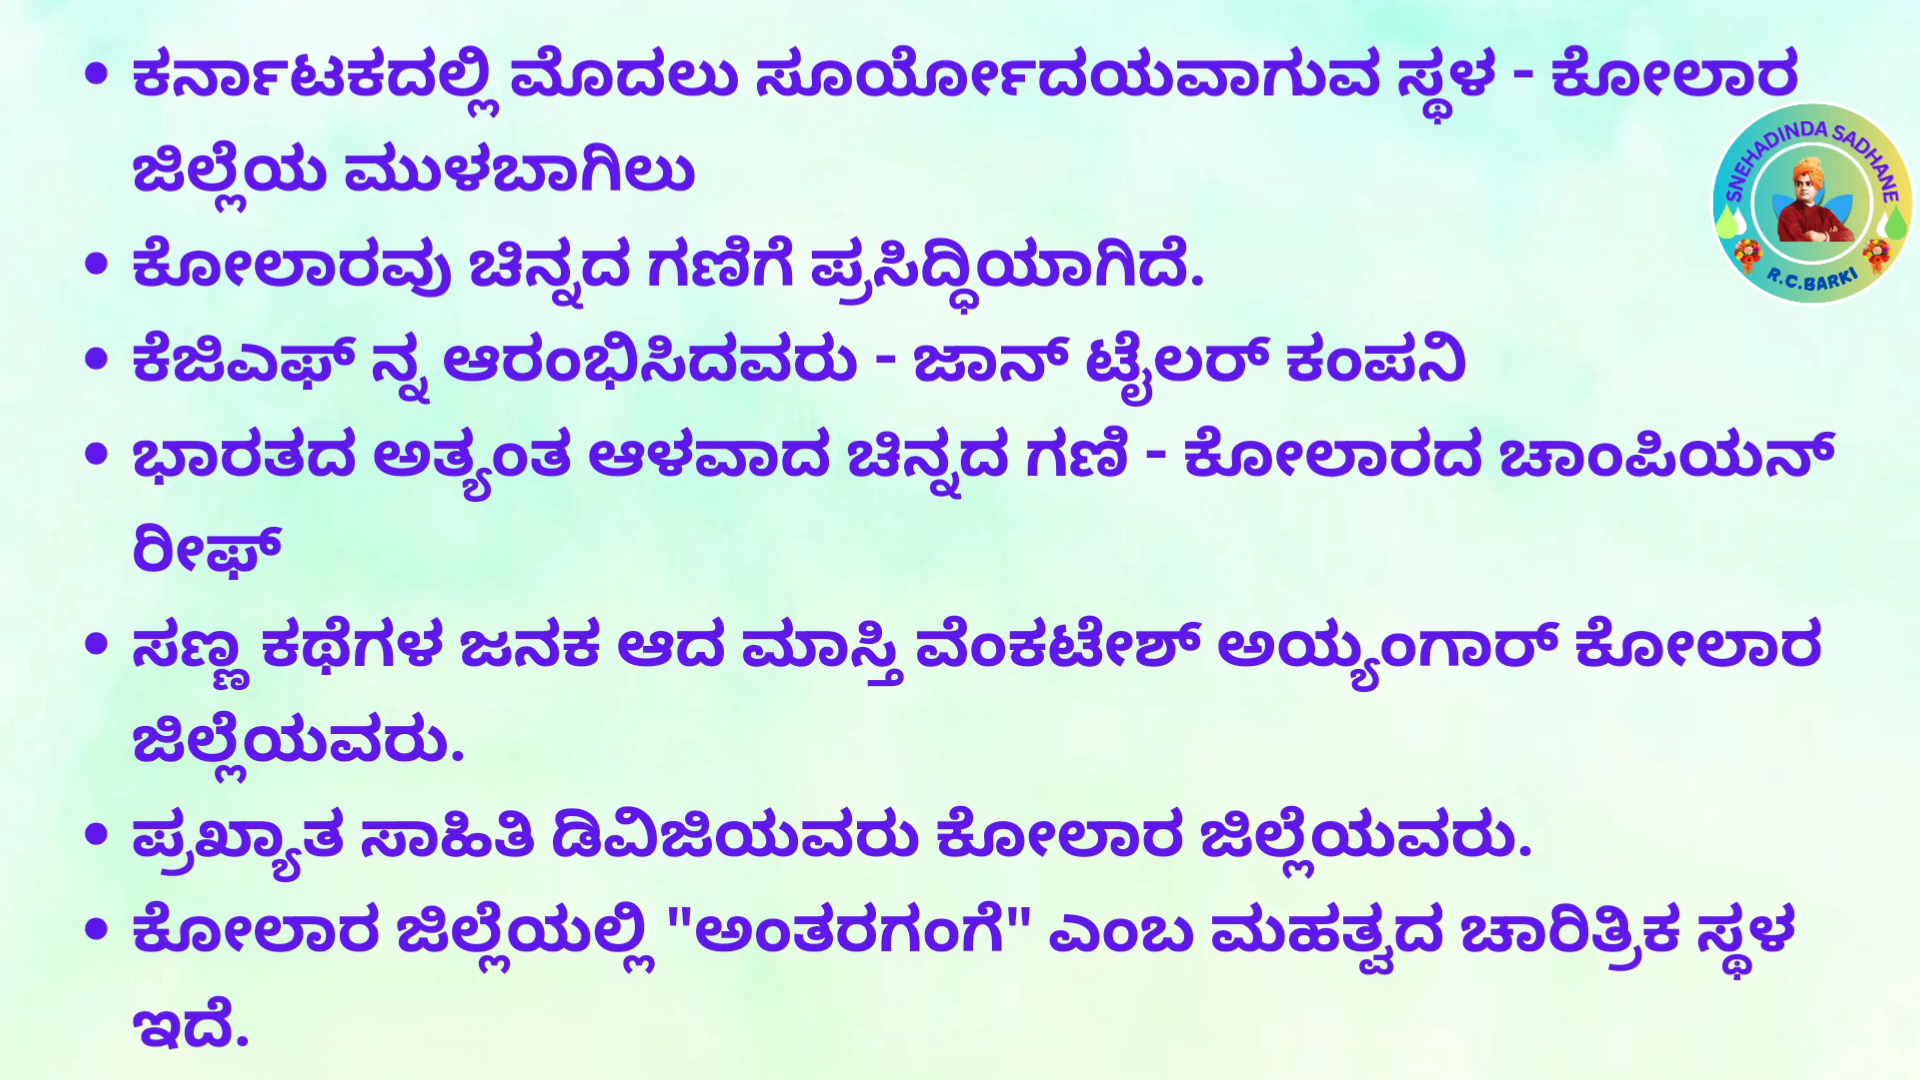 • ಕರ್ನಾಟಕದಲ್ಲಿ ಮೊದಲು ಸೂರ್ಯೋದಯವಾಗುವ ಸ್ಥಳ - ಕೋಲಾರ
ಜಿಲ್ಲೆಯ ಮುಳಬಾಗಿಲು
• ಕೋಲಾರವು ಚಿನ್ನದ ಗಣಿಗೆ ಪ್ರಸಿದ್ಧಿಯಾಗಿದೆ.
• ಕೆಜಿಎಫ್ ನ್ನ ಆರಂಭಿಸಿದವರು - ಜಾನ್ ಟೈಲರ್ ಕಂಪನಿ
• ಭಾರತದ ಅತ್ಯಂತ ಆಳವಾದ ಚಿನ್ನದ ಗಣಿ - ಕೋಲಾರದ ಚಾಂಪಿಯನ್
ರೀಫ್
• ಸಣ್ಣ ಕಥೆಗಳ ಜನಕ ಆದ ಮಾಸ್ತಿ ವೆಂಕಟೇಶ್ ಅಯ್ಯಂಗಾರ್ ಕೋಲಾರ
ಜಿಲ್ಲೆಯವರು.
• ಪ್ರಖ್ಯಾತ ಸಾಹಿತಿ ಡಿವಿಜಿಯವರು ಕೋಲಾರ ಜಿಲ್ಲೆಯವರು.
• ಕೋಲಾರ ಜಿಲ್ಲೆಯಲ್ಲಿ "ಅಂತರಗಂಗೆ" ಎಂಬ ಮಹತ್ವದ ಚಾರಿತ್ರಿಕ ಸ್ಥಳ
ಇದೆ.
SNEHADINDA SADHANE
R.C.BARKI